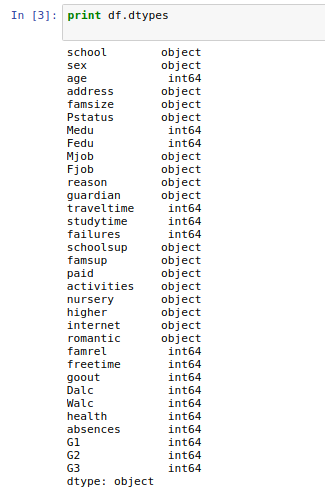 In [3]: print df.dtypes
school object
sex object
age int64
address object
famsize object
Pstatus object
Medu int64
Fedu int64
Mjob object
Fjob object
reason object
guardian object
traveltime int64
studytime int64
failures int64
schoolsup object
famsup object
paid object
activities object
nursery object
higher object
internet object
romantic object
famrel int64
freetime int64
goout int64
Dalc int64
Walc int64
health int64
absences int64
G1 int64
G2 int64
G3 int64
dtype: object